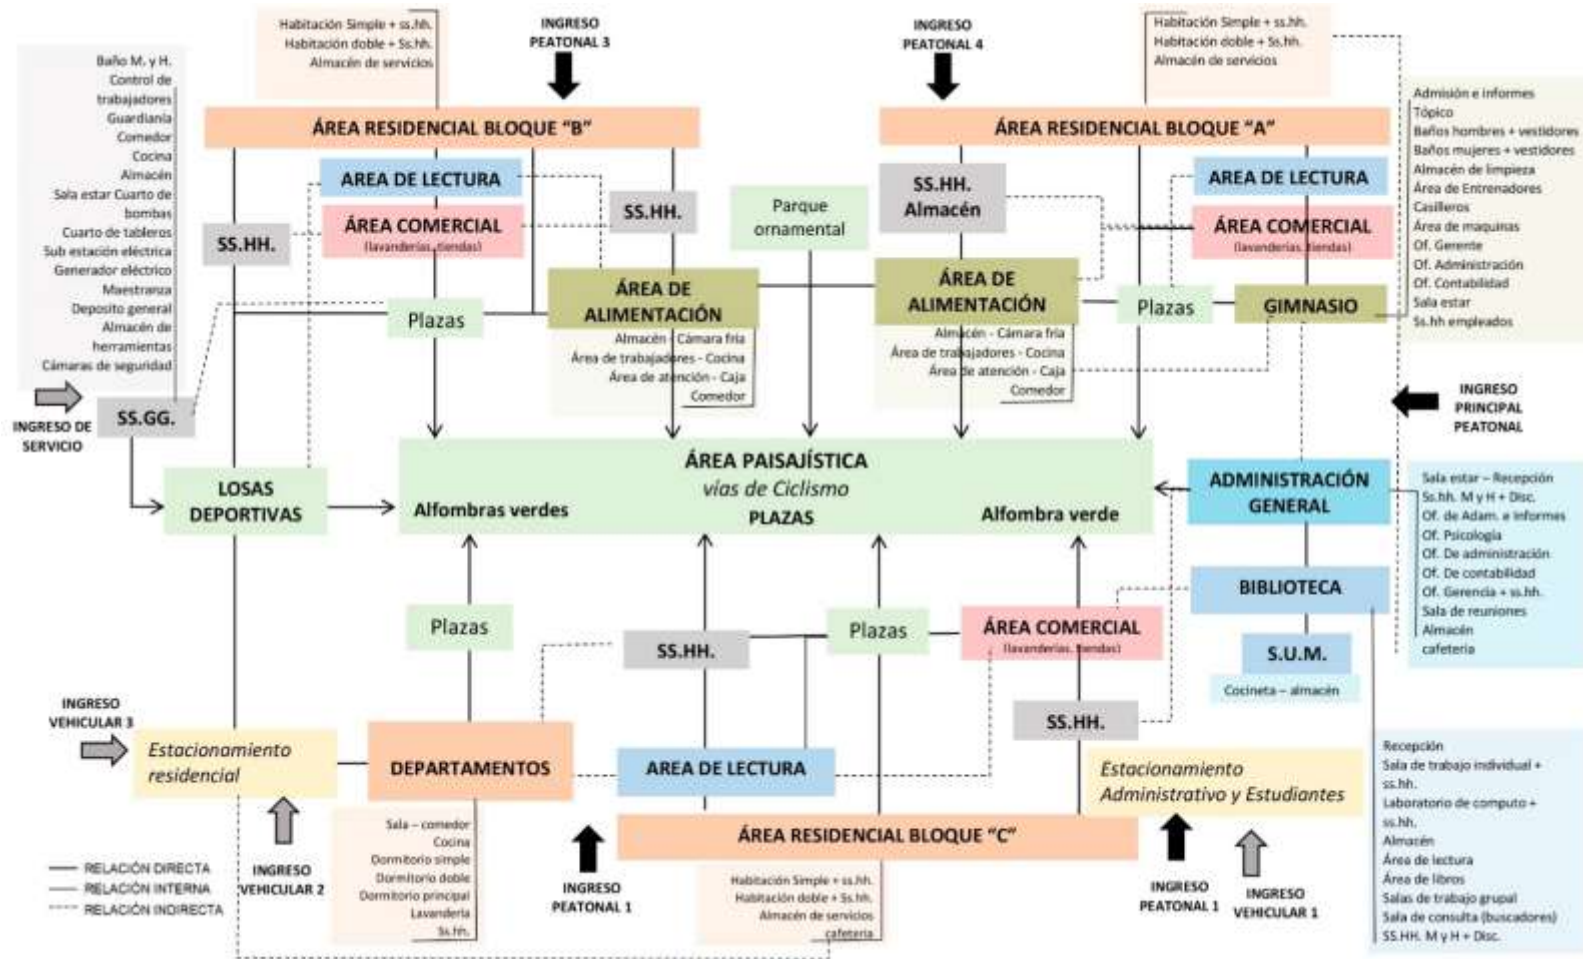 Habitación Simple + ss.hh.
Habitación doble + Ss.hh.
Almacén de servicios
INGRESO
PEATONAL 3
INGRESO
PEATONAL 4
Habitación Simple + ss.hh.
Habitación doble + Ss.hh.
Almacén de servicios
Baño M. y H.
Control de
trabajadores
Guardianía
Comedor
Cocina
Almacén
Sala estar Cuarto de
bombas
Cuarto de tableros
Sub estación eléctrica
Generador eléctrico
Maestranza
Deposito general
Almacén de
herramientas
Cámaras de seguridad
ÁREA RESIDENCIAL BLOQUE "B"
ÁREA RESIDENCIAL BLOQUE "A"
Admisión e informes
Tópico
Baños hombres + vestidores
Baños mujeres + vestidores
Almacén de limpieza
Área de Entrenadores
Casilleros
Área de maquinas
Of. Gerente
Of. Administración
Of. Contabilidad
Sala estar
Ss.hh empleados
AREA DE LECTURA
ÁREA COMERCIAL
(lavanderías, tiendas)
SS.HH.
SS.HH.
Parque
ornamental
SS.HH.
Almacén
AREA DE LECTURA
ÁREA COMERCIAL
(lavanderías, tiendas)
Plazas
ÁREA DE
ALIMENTACIÓN
Almacén - Cámara fría
Área de trabajadores - Cocina
Área de atención - Caja
Comedor
ÁREA DE
ALIMENTACIÓN
Almacén - Cámara fría
Área de trabajadores - Cocina
Área de atención - Caja
Comedor
Plazas
GIMNASIO
INGRESO DE
SERVICIO
SS.GG.
INGRESO
PRINCIPAL
PEATONAL
LOSAS
DEPORTIVAS
ÁREA PAISAJÍSTICA
vías de Ciclismo
PLAZAS
Alfombras verdes
Alfombra verde
ADMINISTRACIÓN
GENERAL
Sala estar – Recepción
Ss.hh. M y H + Disc.
Of. de Adam. e Informes
Of. Psicología
Of. De administración
Of. De contabilidad
Of. Gerencia + ss.hh.
Sala de reuniones
Almacén
cafetería
BIBLIOTECA
S.U.M.
Cocineta – almacén
Plazas
SS.HH.
Plazas
ÁREA COMERCIAL
(lavanderías, tiendas)
SS.HH.
INGRESO
VEHICULAR 3
Estacionamiento
residencial
DEPARTAMENTOS
AREA DE LECTURA
Estacionamiento
Administrativo y Estudiantes
Recepción
Sala de trabajo individual +
ss.hh.
Laboratorio de computo +
ss.hh.
Almacén
Área de lectura
Área de libros
Salas de trabajo grupal
Sala de consulta (buscadores)
SS.HH. M y H + Disc.
ÁREA RESIDENCIAL BLOQUE "C"
Sala – comedor
Cocina
Dormitorio simple
Dormitorio doble
Dormitorio principal
Lavandería
Ss.hh.
INGRESO
VEHICULAR 2
INGRESO
PEATONAL 1
Habitación Simple + ss.hh.
Habitación doble + Ss.hh.
Almacén de servicios
cafetería
INGRESO
PEATONAL 1
INGRESO
VEHICULAR 1
RELACIÓN DIRECTA
RELACIÓN INTERNA
RELACIÓN INDIRECTA